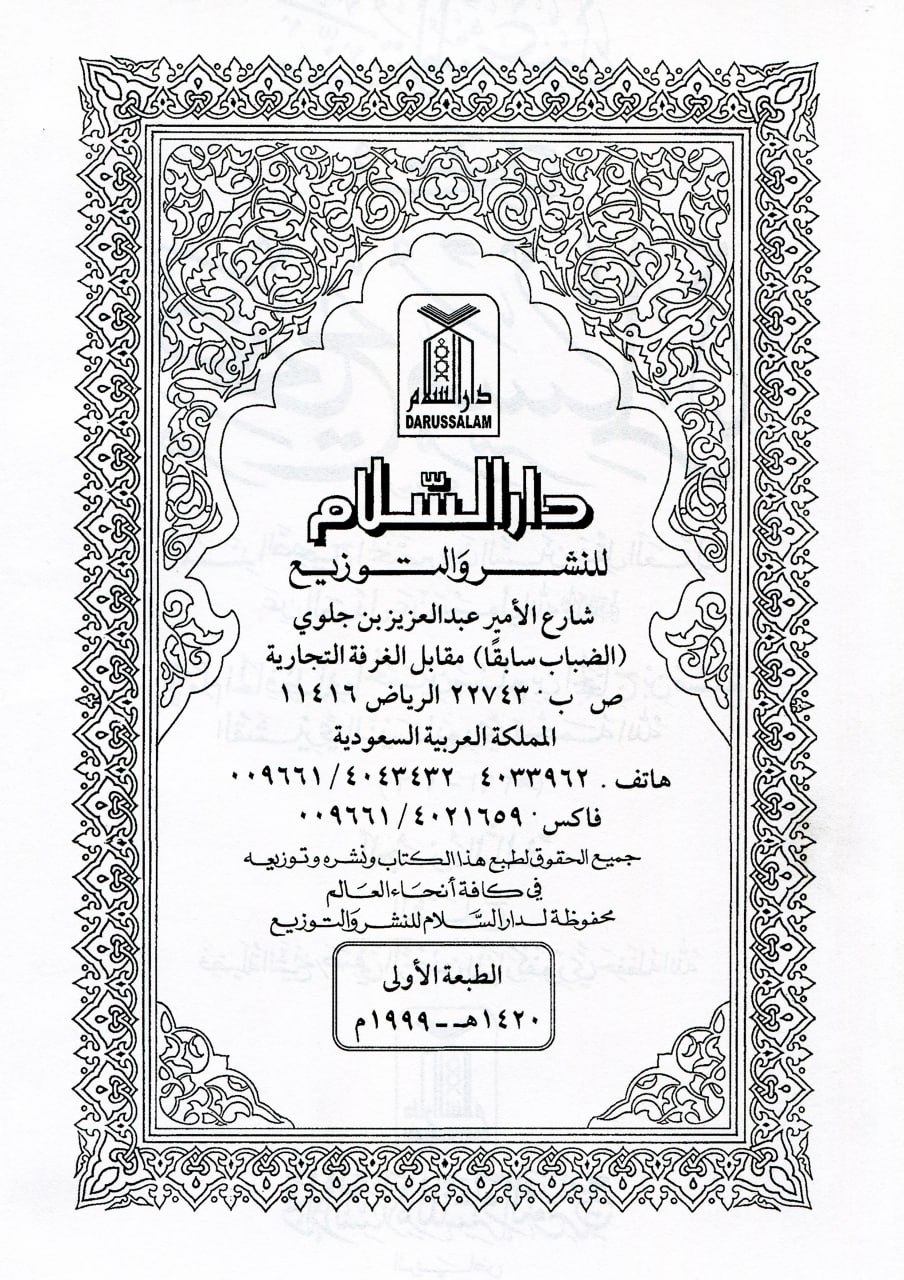 دار السلام
DARUSSALAM
دار السّلام
للنشر والتوزيع
شارع الأمير عبدالعزيز بن جلوي
(الضباب سابقًا) مقابل الغرفة التجارية
ص ب: ٢٢٧٤٣ الرياض ١١٤١٦
المملكة العربية السعودية
هاتف . ٤٠٣٣٩٦٢ ٤٠٤٣٤٣٢/٠٠٩٦٦١
فاكس: ٤٠٢١٦٥٩/٠٠٩٦٦١
جميع الحقوق لطبع هذا الكتاب ونشره وتوزيعه
في كافة أنحاء العالم
محفوظة لدار السَّلام للنشر والتوزيع
الطبعة الأولى
١٤٢٠هـ – ١٩٩٩م